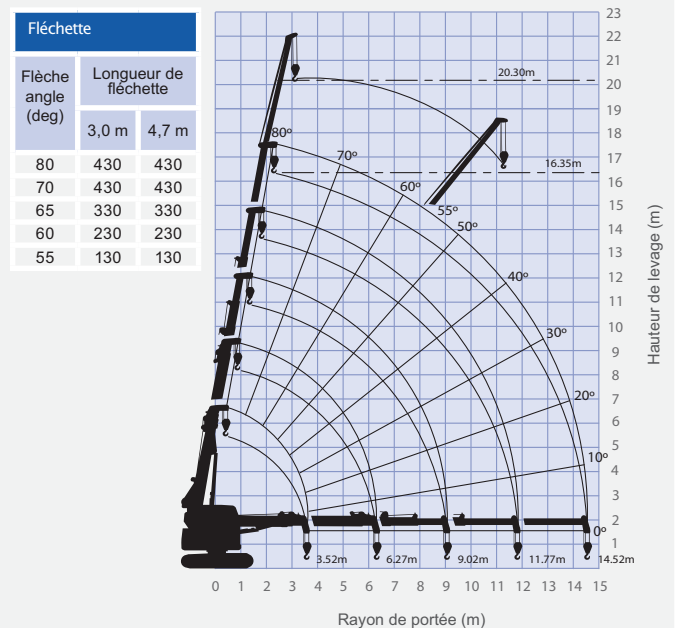 Fléchette
Flèche angle (deg)
Longueur de fléchette
3,0 m 4,7 m
80 430 430
70 430 430
65 330 330
60 230 230
55 130 130
23
22
21
20
19
18
17
16
15
14
13
12
11
10
9
8
7
6
5
4
3
2
1
Hauteur de levage (m)
20.30m
16.35m
80º
70º
60º
55º
50º
40º
30º
20º
10º
0º
3.52m 6.27m 9.02m 11.77m 14.52m
0 1 2 3 4 5 6 7 8 9 10 11 12 13 14 15
Rayon de portée (m)